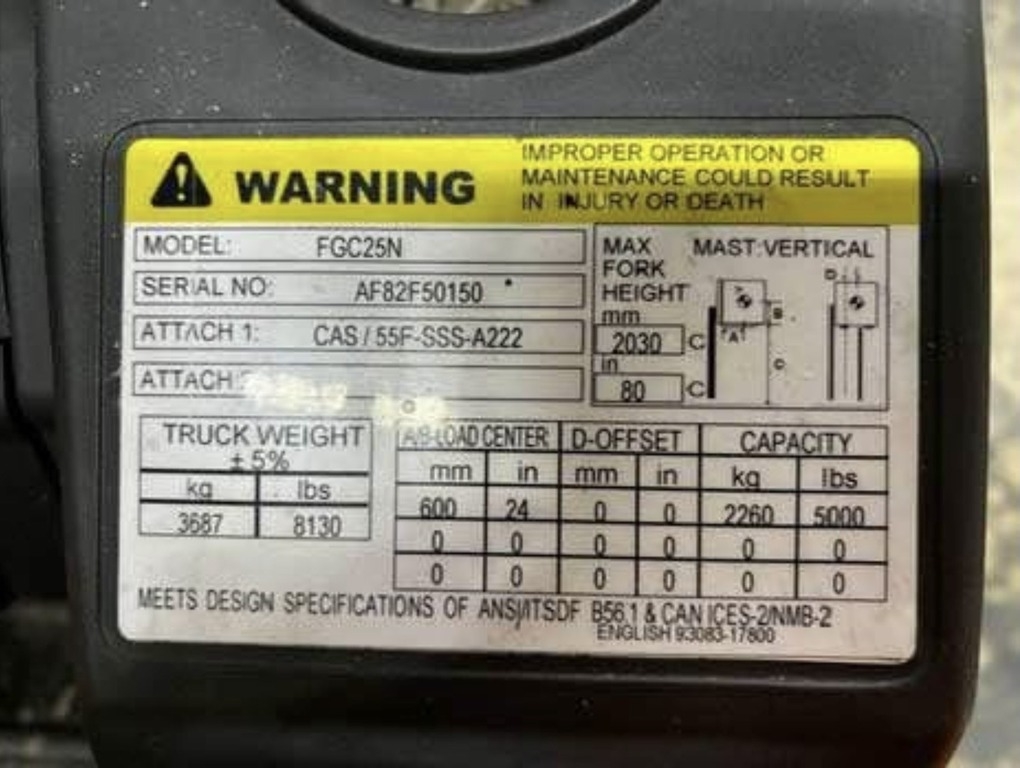 WARNING
IMPROPER OPERATION OR
MAINTENANCE COULD RESULT
IN INJURY OR DEATH
MODEL: FGC25N
SERIAL NO: AF82F50150
ATTACH 1: CAS / 55F-SSS-A222
ATTACH
MAX FORK HEIGHT
MAST:VERTICAL
mm
2030 C
in
80 C
A
B
C
D
TRUCK WEIGHT
± 5%
kg lbs
3687 8130
A/B-LOAD CENTER D-OFFSET CAPACITY
mm in mm in kg lbs
600 24 0 0 2260 5000
0 0 0 0 0 0
0 0 0 0 0 0
MEETS DESIGN SPECIFICATIONS OF ANSI/ITSDF B56.1 & CAN ICES-2/NMB-2
ENGLISH 93083-17800